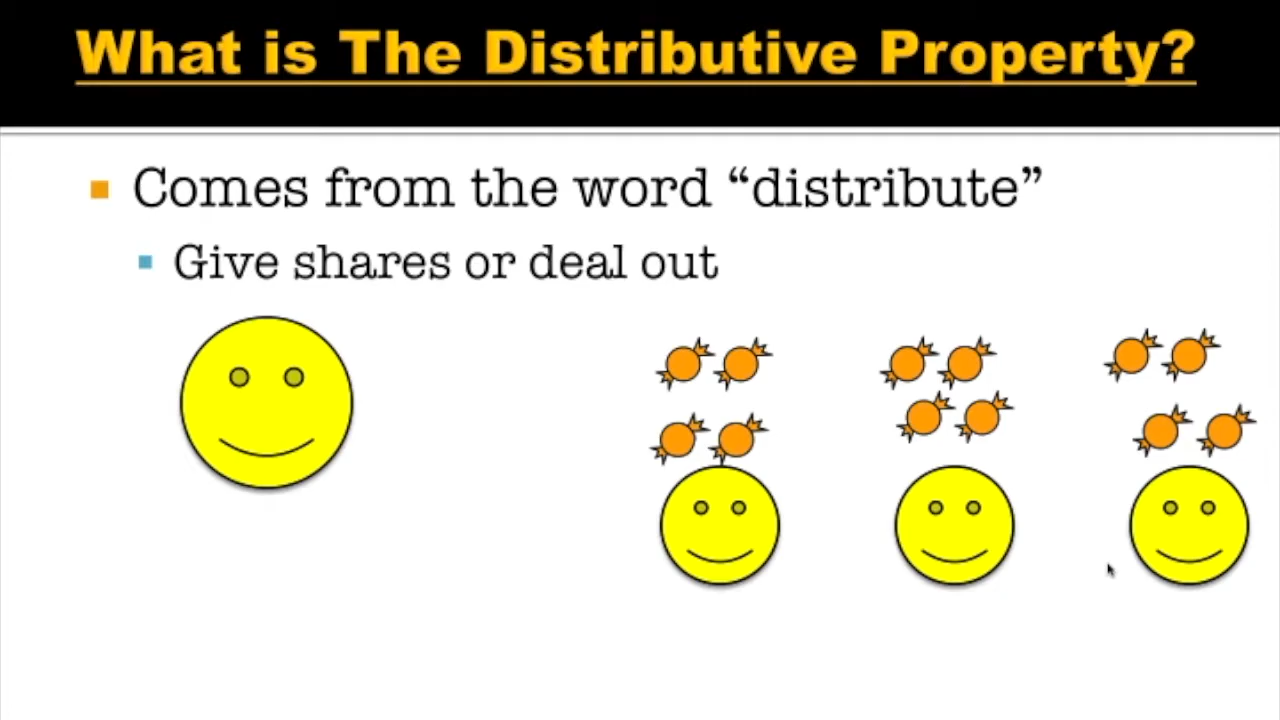 What is The Distributive Property?
Comes from the word “distribute”
Give shares or deal out